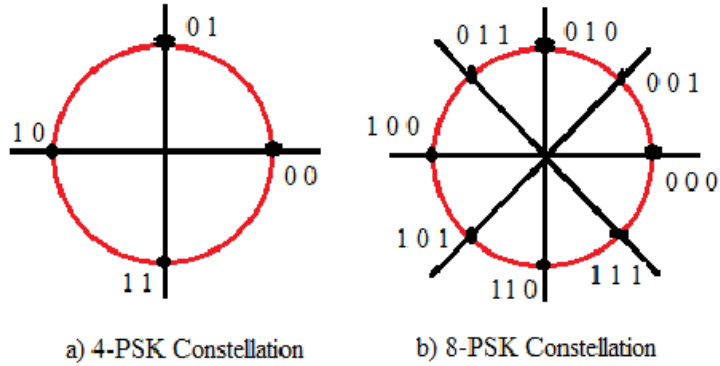 0 1
1 0
0 0
1 1
a) 4-PSK Constellation
0 1 1
0 1 0
0 0 1
1 0 0
0 0 0
1 0 1
1 1 0
1 1 1
b) 8-PSK Constellation